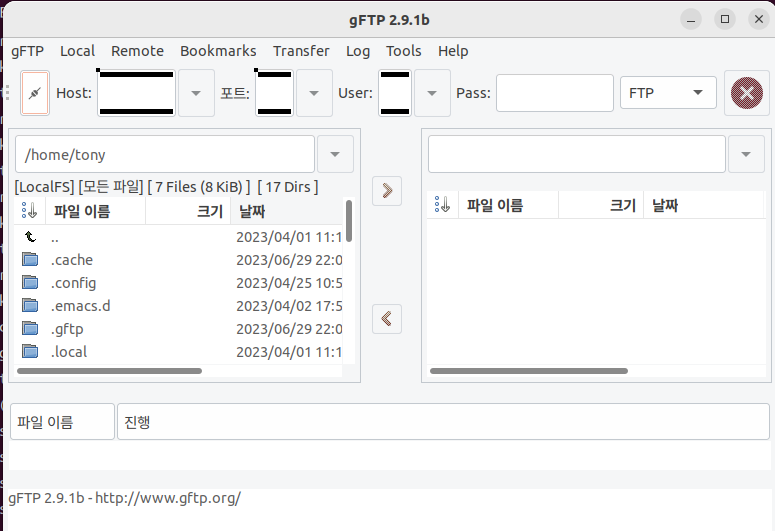 gFTP 2.9.1b
gFTP Local Remote Bookmarks Transfer Log Tools Help
Host: 포트: User: Pass: FTP
/home/tony
[LocalFS] [모든 파일] [ 7 Files (8 KiB) ] [ 17 Dirs ]
파일 이름 크기 날짜 파일 이름 크기 날짜
.. 2023/04/01 11:1
.cache 2023/06/29 22:0
.config 2023/04/25 10:5
.emacs.d 2023/04/02 17:5
.gftp 2023/06/29 22:0
.local 2023/04/01 11:1
파일 이름 진행
gFTP 2.9.1b - http://www.gftp.org/